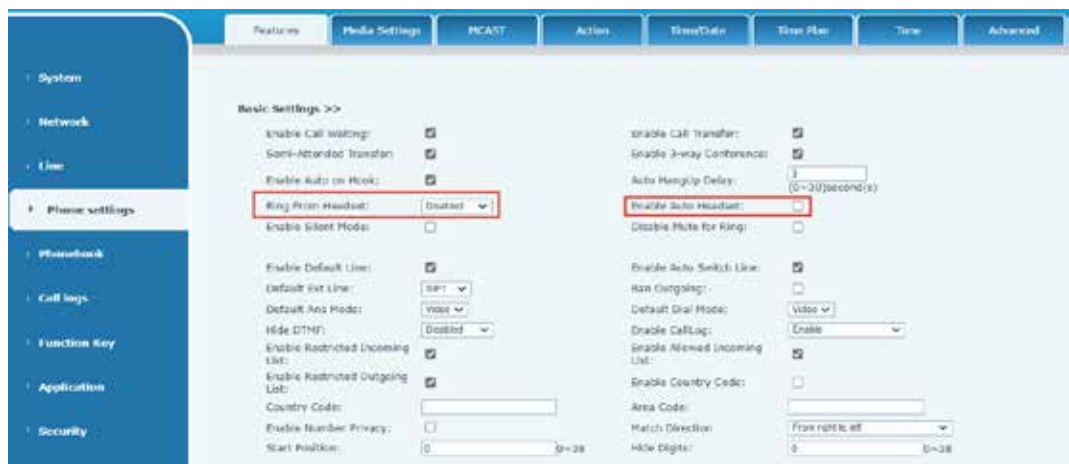 Features Media Settings MCAST Action Time/Date Time Plan Tone Advanced
System
Network
Line
Phone settings
Phonebook
Call logs
Function Key
Application
Security
Basic Settings >>
Enable Call Waiting: Enable Call Transfer:
Semi-Attended Transfer: Enable 3-way Conference:
Enable Auto on Hook: Auto HangUp Delay: 3
(0~30)second(s)
Ring From Headset: Disabled Enable Auto Headset:
Enable Silent Mode: Disable Mute for Ring:
Enable Default Line: Enable Auto Switch Line:
Default Ext Line: SIP1 Ban Outgoing:
Default Ans Mode: Video Default Dial Mode: Video
Hide DTMF: Disabled Enable CallLog: Enable
Enable Restricted Incoming Enable Allowed Incoming
List: List:
Enable Restricted Outgoing Enable Country Code:
List:
Country Code: Area Code:
Enable Number Privacy: Match Direction: From right to left
Start Position: 0 0~38 Hide Digits: 0 0~38